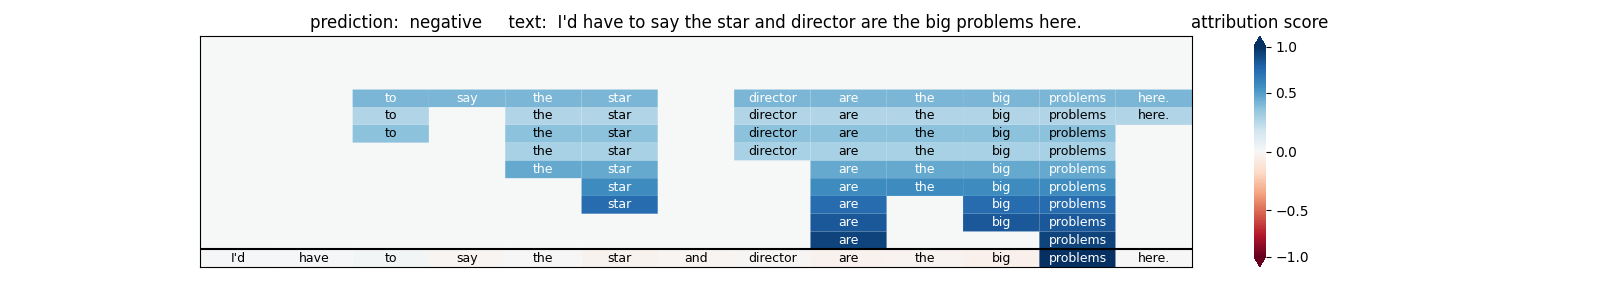 prediction: negative text: I'd have to say the star and director are the big problems here. attribution score
1.0
to say the star director are the big problems here.
0.5
to the star director are the big problems here.
to the star director are the big problems
the star director are the big problems
0.0
the star are the big problems
star are the big problems
star are big problems
−0.5
are big problems
are problems
I'd have to say the star and director are the big problems here.
−1.0